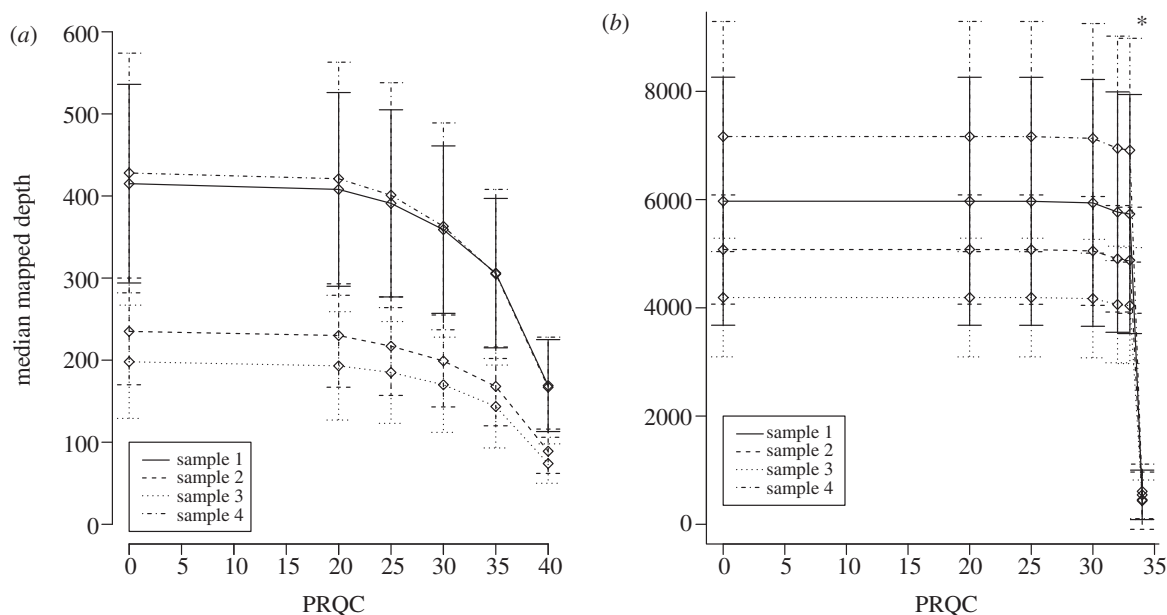 (a)
600
500
400
300
200
100
0
median mapped depth
sample 1
sample 2
sample 3
sample 4
0 5 10 15 20 25 30 35 40
PRQC
(b)
*
8000
6000
4000
2000
0
sample 1
sample 2
sample 3
sample 4
0 5 10 15 20 25 30 35
PRQC